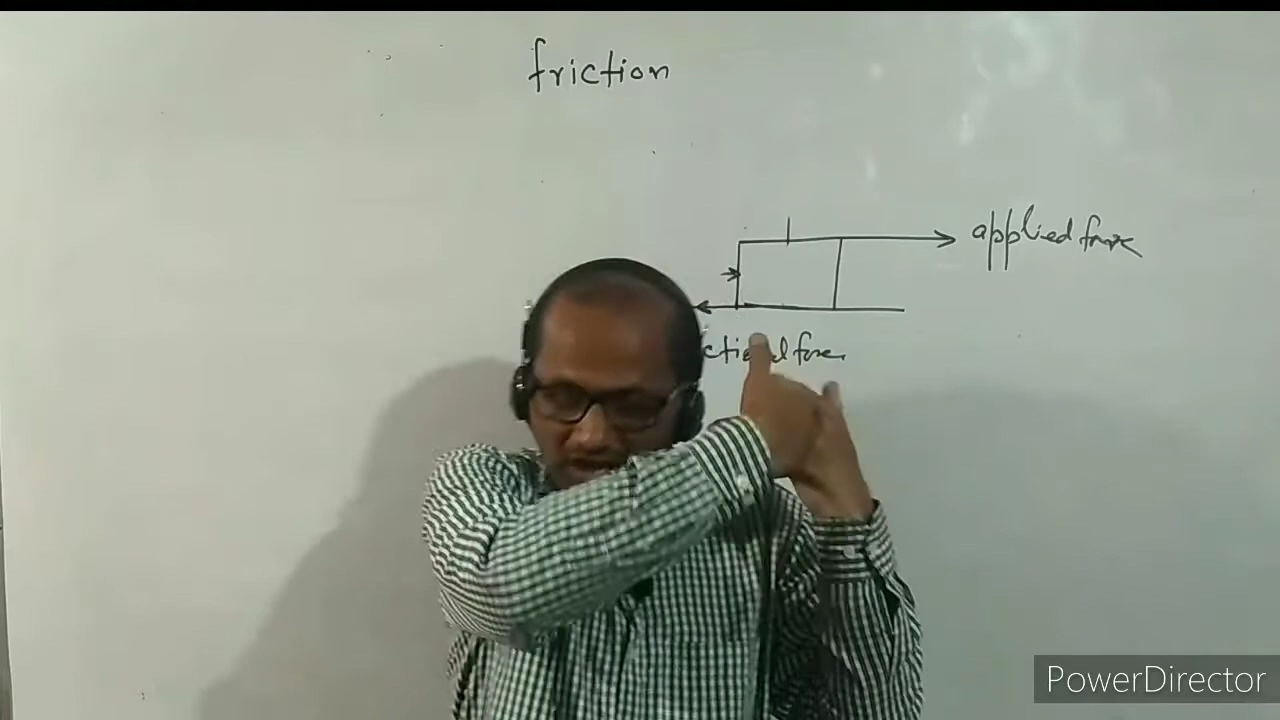 friction
applied force
ctional force
PowerDirector